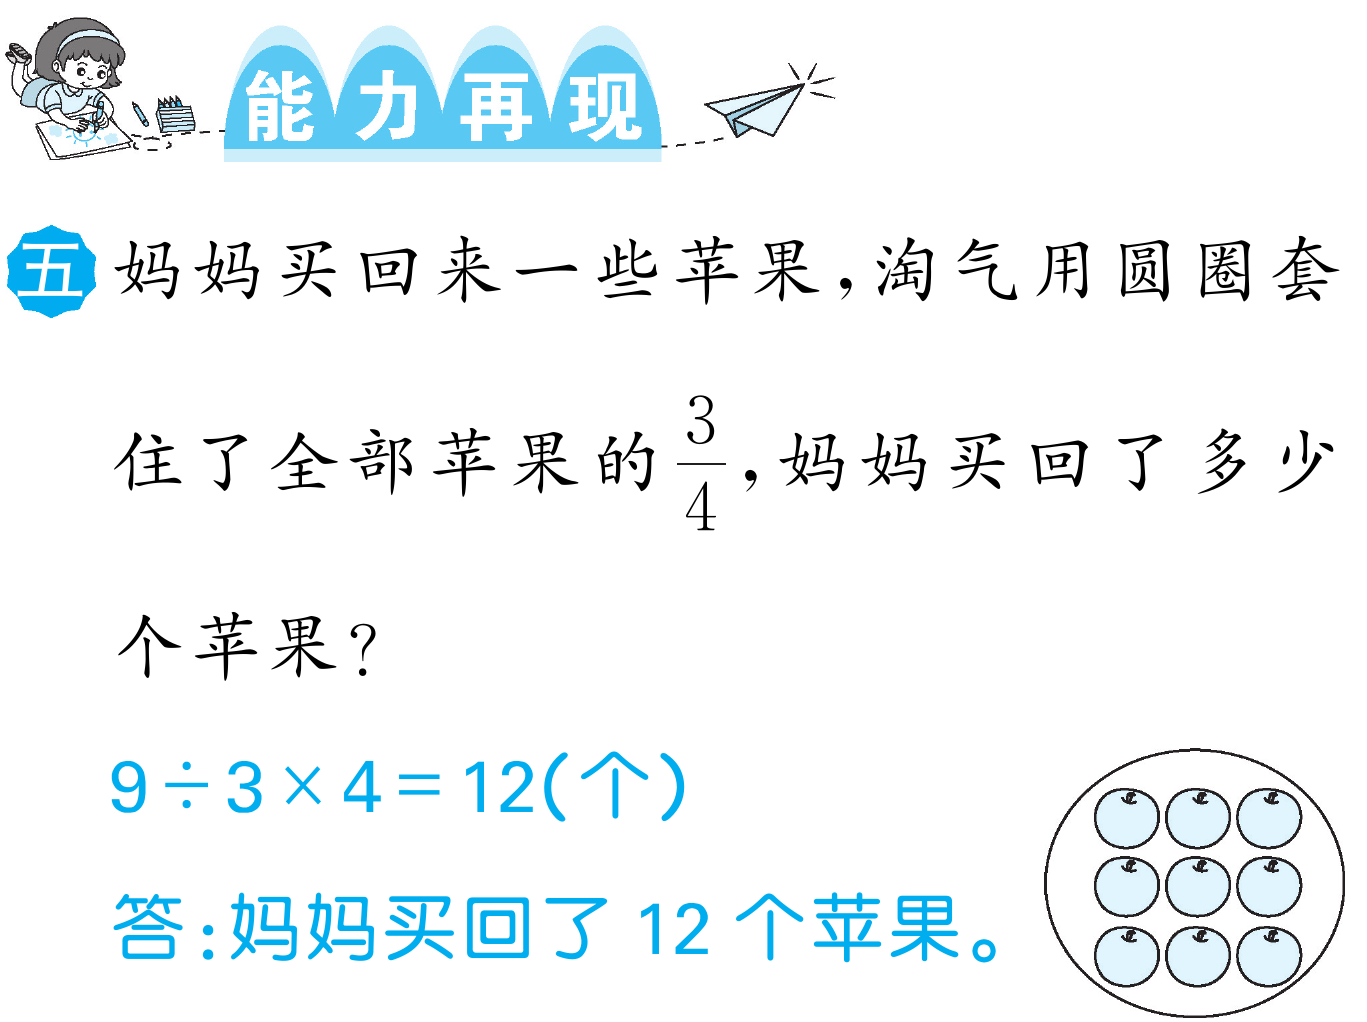 能力再现
五 妈妈买回来一些苹果,淘气用圆圈套
住了全部苹果的3/4,妈妈买回了多少
个苹果?
9÷3×4=12(个)
答:妈妈买回了 12 个苹果。